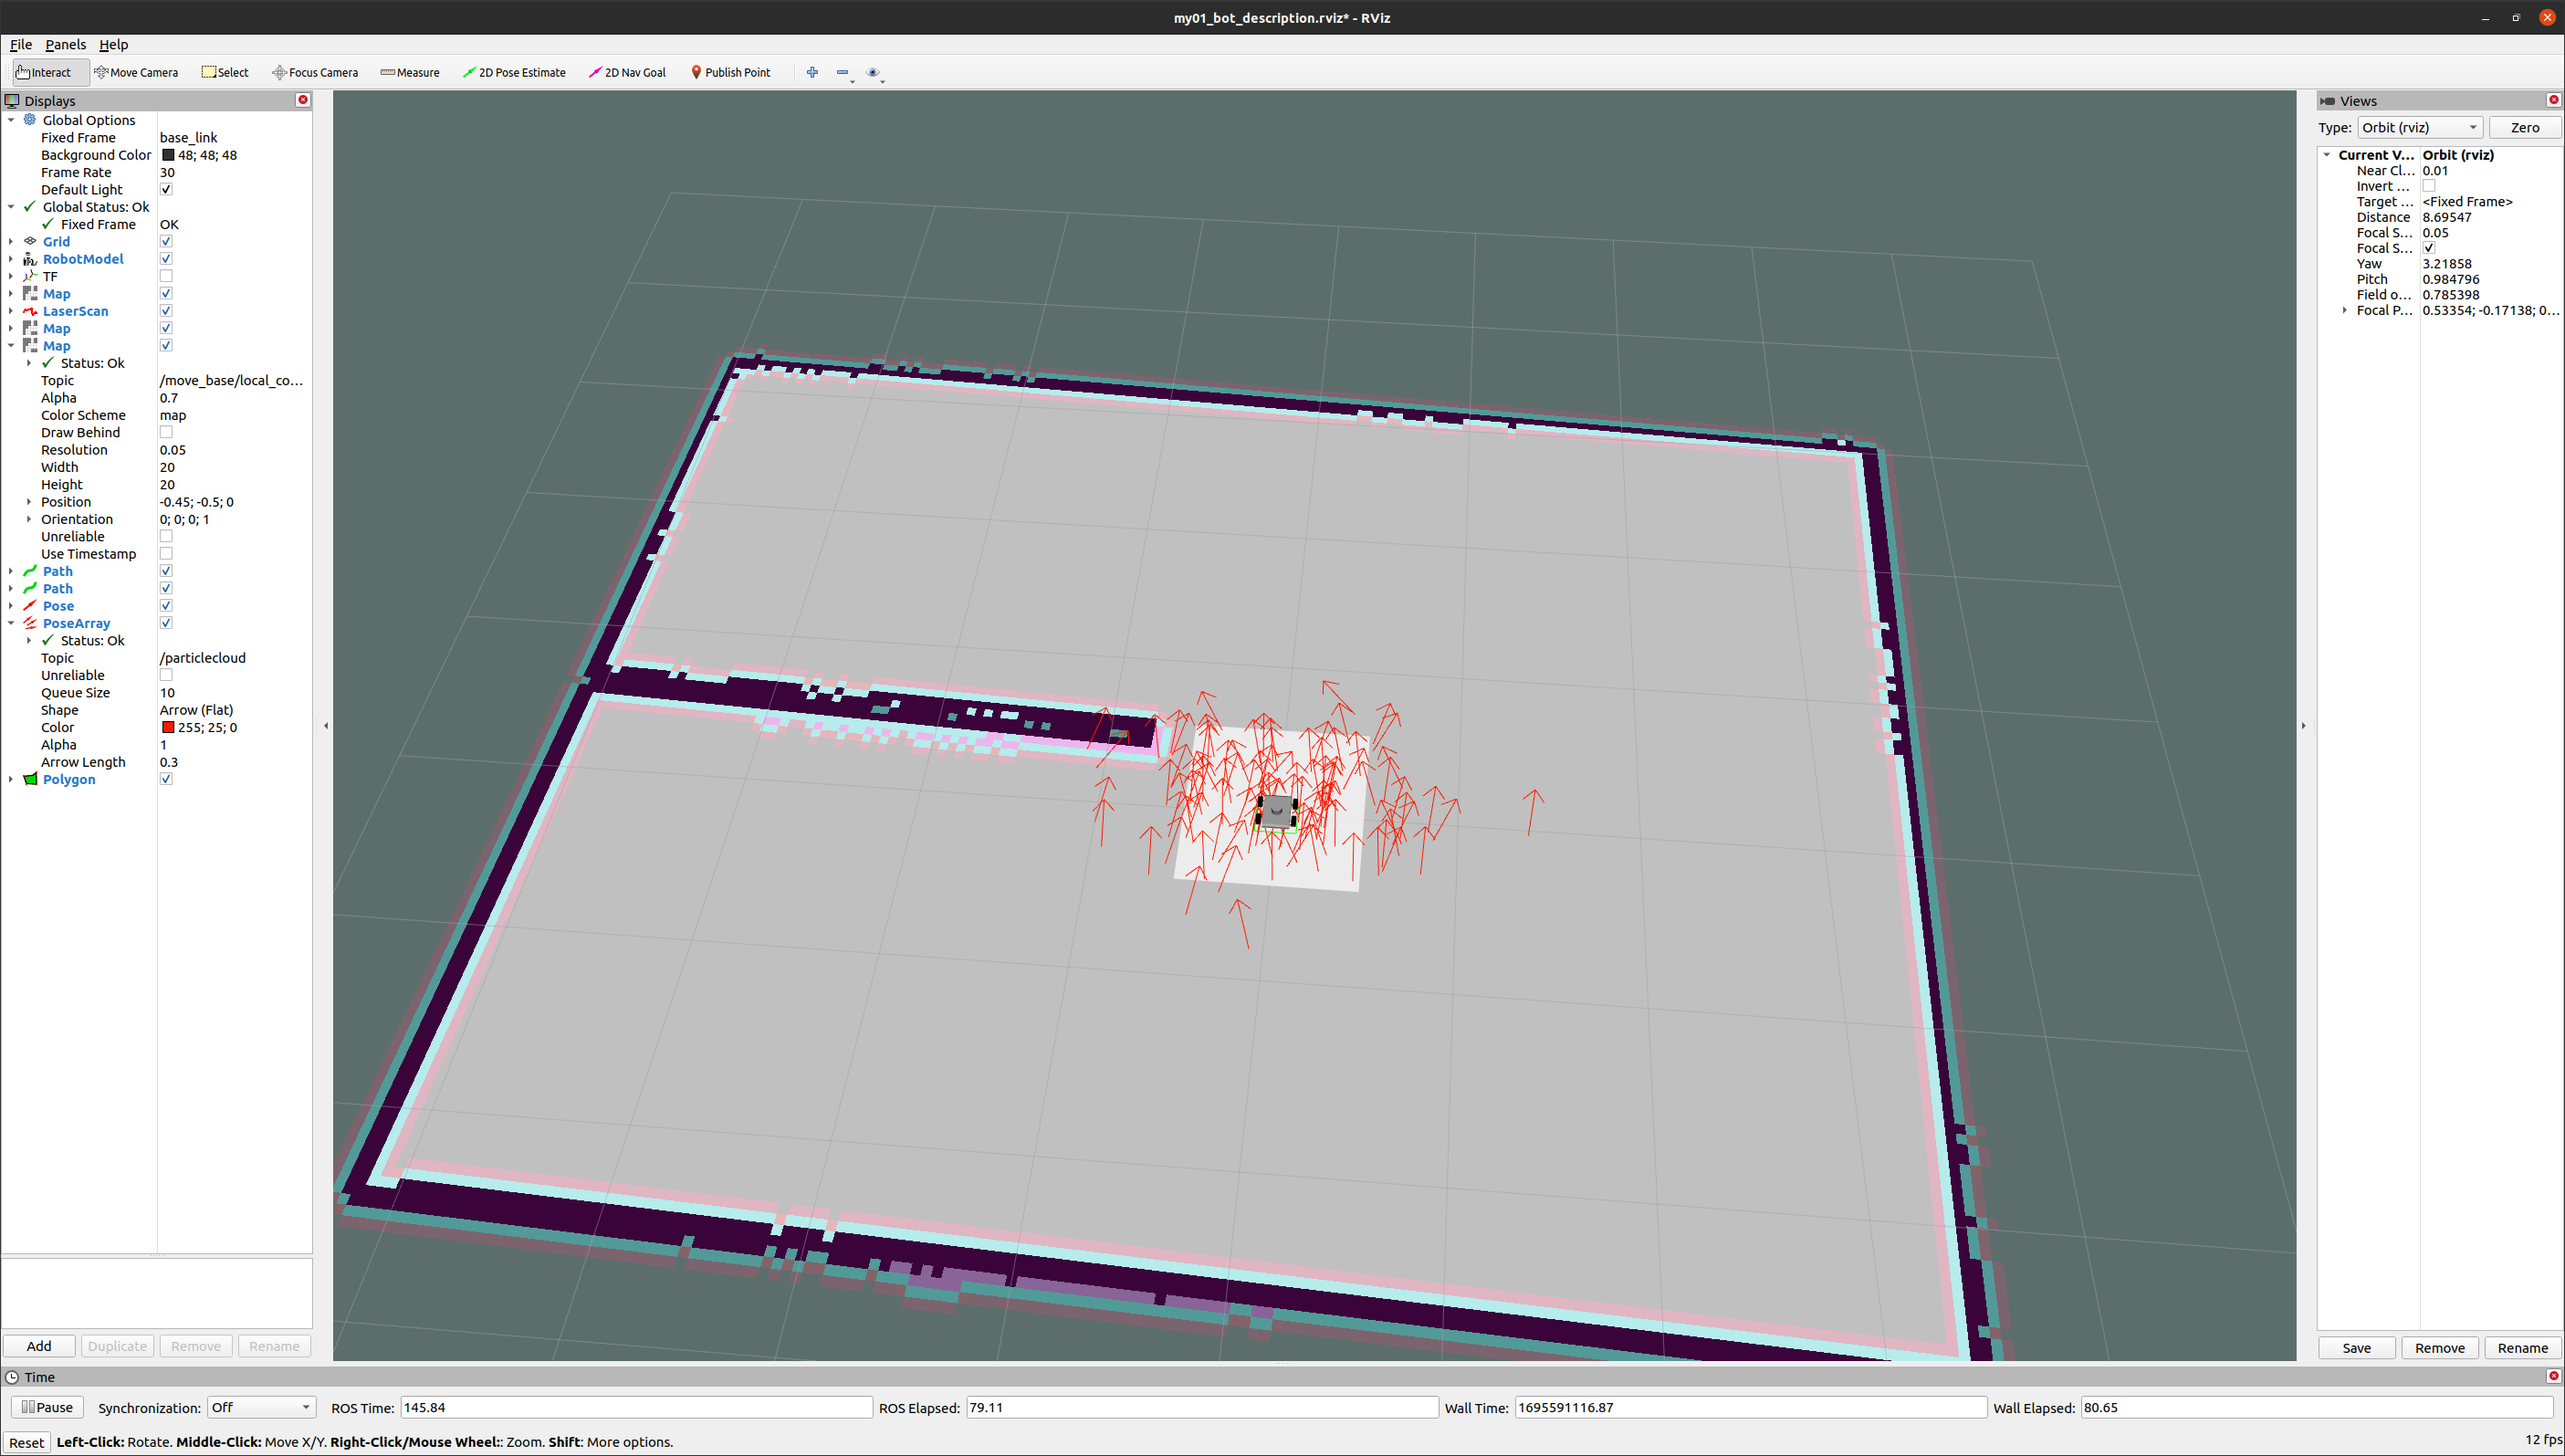 my01_bot_description.rviz* - RViz
File Panels Help
Interact Move Camera Select Focus Camera Measure 2D Pose Estimate 2D Nav Goal Publish Point
Displays
Global Options
Fixed Frame base_link
Background Color 48; 48; 48
Frame Rate 30
Default Light
Global Status: Ok
Fixed Frame OK
Grid
RobotModel
TF
Map
LaserScan
Map
Map
Status: Ok
Topic /move_base/local_co...
Alpha 0.7
Color Scheme map
Draw Behind
Resolution 0.05
Width 20
Height 20
Position -0.45; -0.5; 0
Orientation 0; 0; 0; 1
Unreliable
Use Timestamp
Path
Path
Pose
PoseArray
Status: Ok
Topic /particlecloud
Unreliable
Queue Size 10
Shape Arrow (Flat)
Color 255; 25; 0
Alpha 1
Arrow Length 0.3
Polygon
Add Duplicate Remove Rename
Views
Type: Orbit (rviz) Zero
Current V... Orbit (rviz)
Near Cl... 0.01
Invert ...
Target ... <Fixed Frame>
Distance 8.69547
Focal S... 0.05
Focal S...
Yaw 3.21858
Pitch 0.984796
Field o... 0.785398
Focal P... 0.53354; -0.17138; 0...
Save Remove Rename
Time
Pause Synchronization: Off ROS Time: 145.84 ROS Elapsed: 79.11 Wall Time: 1695591116.87 Wall Elapsed: 80.65
Reset Left-Click: Rotate. Middle-Click: Move X/Y. Right-Click/Mouse Wheel:: Zoom. Shift: More options. 12 fps